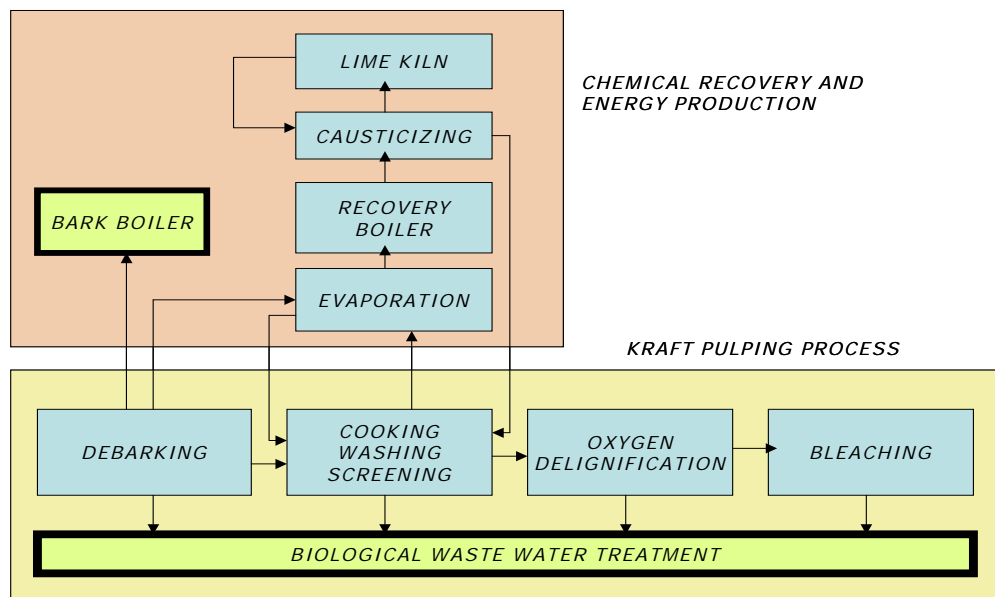 LIME KILN
CHEMICAL RECOVERY AND
ENERGY PRODUCTION
CAUSTICIZING
BARK BOILER
RECOVERY
BOILER
EVAPORATION
KRAFT PULPING PROCESS
DEBARKING
COOKING
WASHING
SCREENING
OXYGEN
DELIGNIFICATION
BLEACHING
BIOLOGICAL WASTE WATER TREATMENT